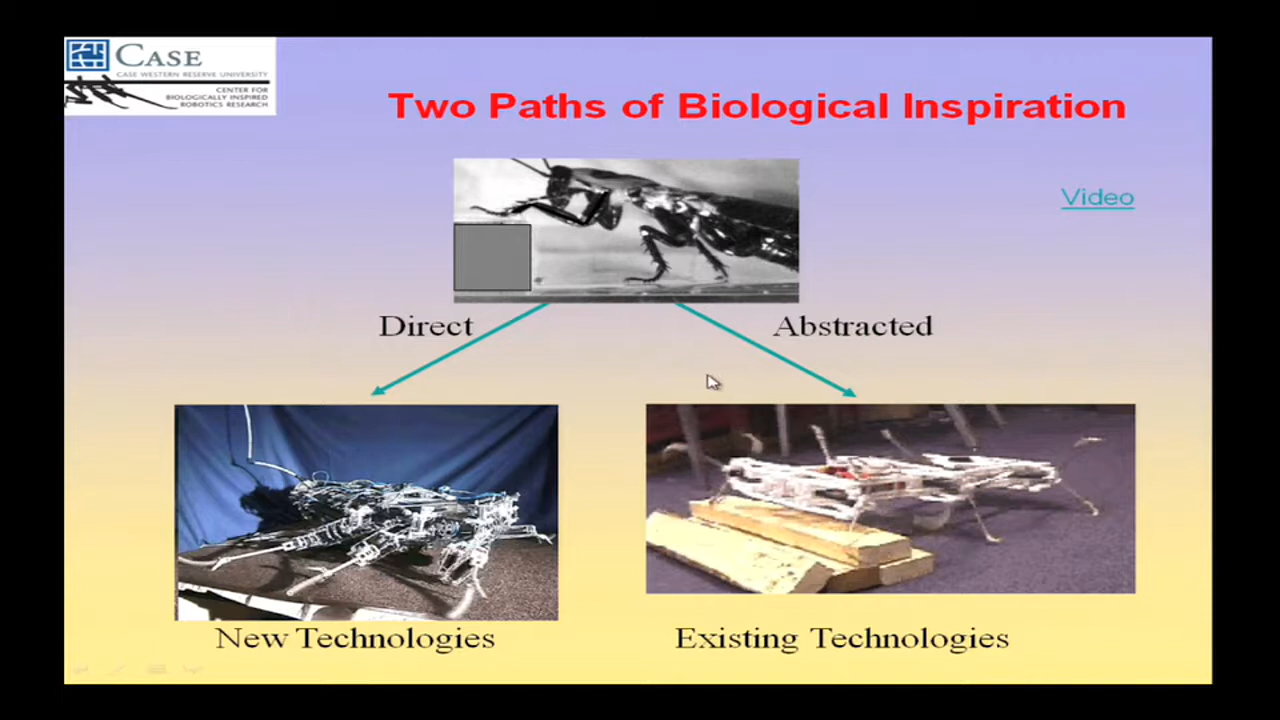 CASE
CASE WESTERN RESERVE UNIVERSITY
CENTER FOR
BIOLOGICALLY INSPIRED
ROBOTICS RESEARCH
Two Paths of Biological Inspiration
Video
Direct
Abstracted
New Technologies
Existing Technologies